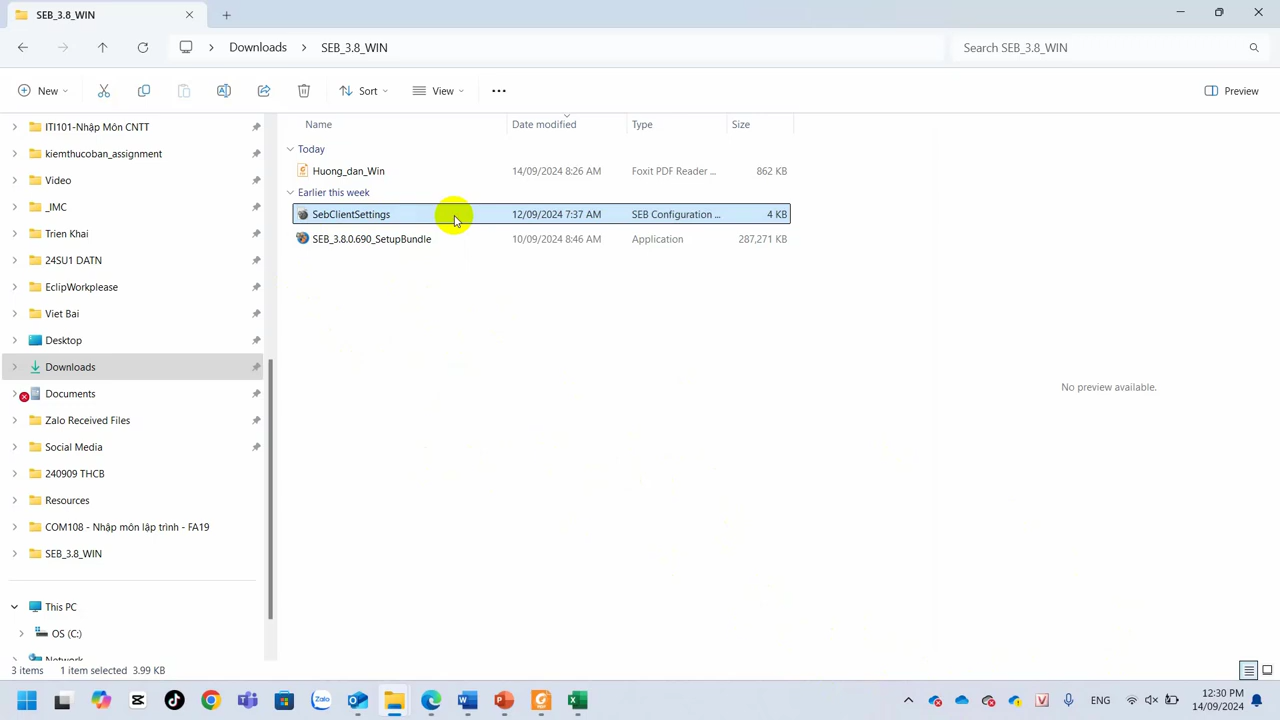 SEB_3.8_WIN
Downloads
SEB_3.8_WIN
Search SEB_3.8_WIN
New
Sort
View
Preview
Name
Date modified
Type
Size
ITI101-Nhập Môn CNTT
kiemthucoban_assignment
Video
_IMC
Trien Khai
24SU1 DATN
EclipWorkplease
Viet Bai
Desktop
Downloads
Documents
Zalo Received Files
Social Media
240909 THCB
Resources
COM108 - Nhập môn lập trình - FA19
SEB_3.8_WIN
This PC
OS (C:)
Network
Today
Huong_dan_Win 14/09/2024 8:26 AM Foxit PDF Reader ... 862 KB
Earlier this week
SebClientSettings 12/09/2024 7:37 AM SEB Configuration ... 4 KB
SEB_3.8.0.690_SetupBundle 10/09/2024 8:46 AM Application 287,271 KB
No preview available.
3 items 1 item selected 3.99 KB
Zalo
ENG
12:30 PM
14/09/2024